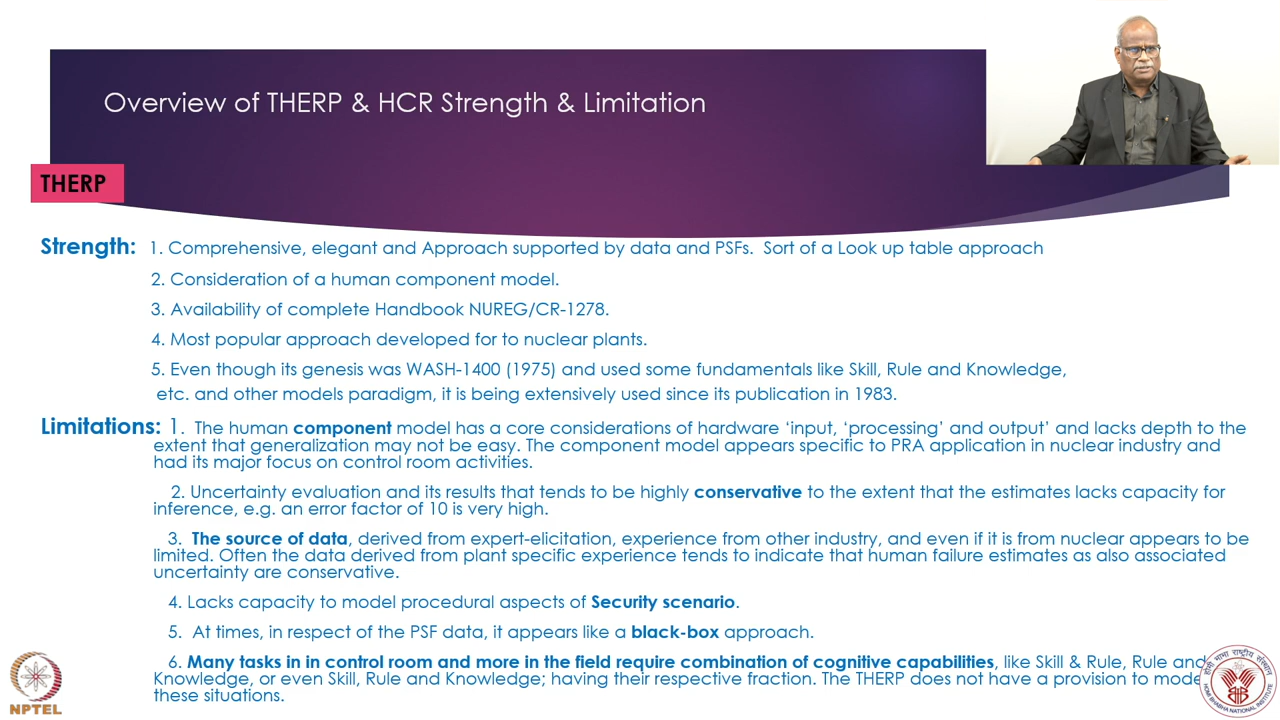 Overview of THERP & HCR Strength & Limitation
THERP
Strength: 1. Comprehensive, elegant and Approach supported by data and PSFs. Sort of a Look up table approach
2. Consideration of a human component model.
3. Availability of complete Handbook NUREG/CR-1278.
4. Most popular approach developed for to nuclear plants.
5. Even though its genesis was WASH-1400 (1975) and used some fundamentals like Skill, Rule and Knowledge,
etc. and other models paradigm, it is being extensively used since its publication in 1983.
Limitations: 1. The human component model has a core considerations of hardware ‘input, ‘processing’ and output’ and lacks depth to the
extent that generalization may not be easy. The component model appears specific to PRA application in nuclear industry and
had its major focus on control room activities.
2. Uncertainty evaluation and its results that tends to be highly conservative to the extent that the estimates lacks capacity for
inference, e.g. an error factor of 10 is very high.
3. The source of data, derived from expert-elicitation, experience from other industry, and even if it is from nuclear appears to be
limited. Often the data derived from plant specific experience tends to indicate that human failure estimates as also associated
uncertainty are conservative.
4. Lacks capacity to model procedural aspects of Security scenario.
5. At times, in respect of the PSF data, it appears like a black-box approach.
6. Many tasks in in control room and more in the field require combination of cognitive capabilities, like Skill & Rule, Rule and
Knowledge, or even Skill, Rule and Knowledge; having their respective fraction. The THERP does not have a provision to mode
these situations.
NPTEL